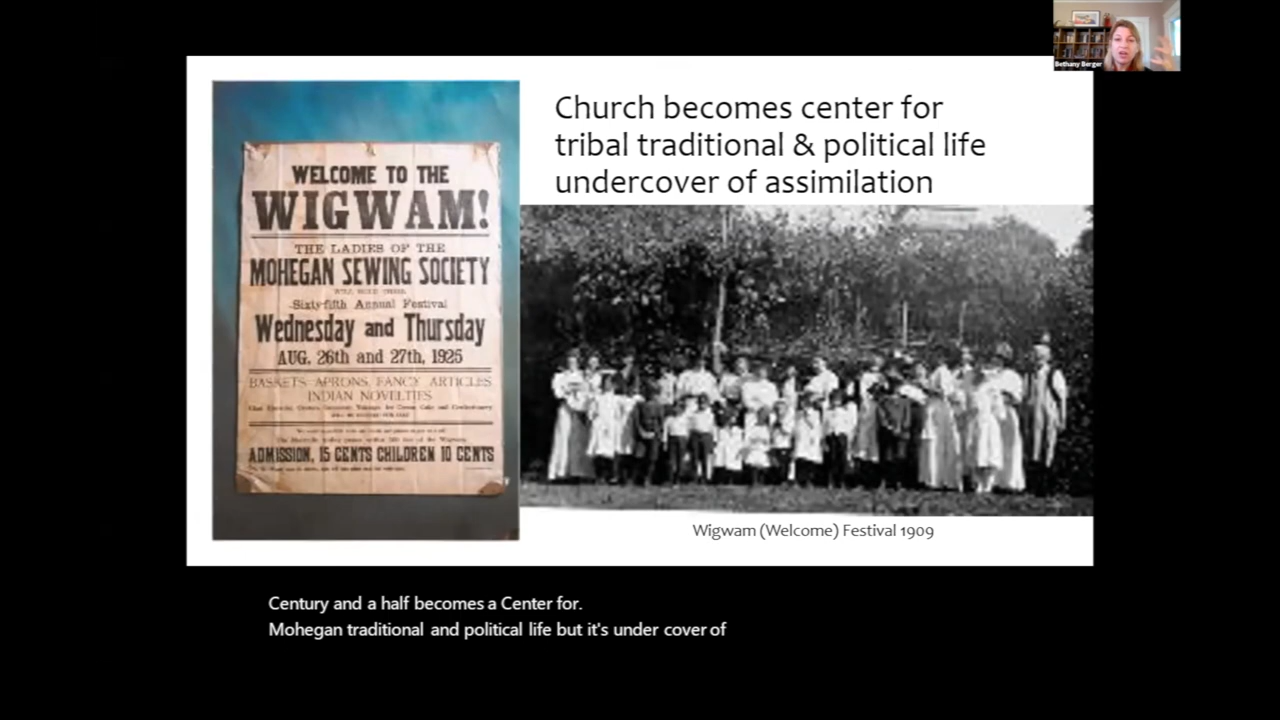 Bethany Berger
Church becomes center for
tribal traditional & political life
undercover of assimilation
WELCOME TO THE
WIGWAM!
THE LADIES OF THE
MOHEGAN SEWING SOCIETY
Sixty-fifth Annual Festival
Wednesday and Thursday
AUG. 26th and 27th, 1925
BASKETS APRONS, FANCY ARTICLES
INDIAN NOVELTIES
ADMISSION, 15 CENTS CHILDREN 10 CENTS
Wigwam (Welcome) Festival 1909
Century and a half becomes a Center for.
Mohegan traditional and political life but it's under cover of